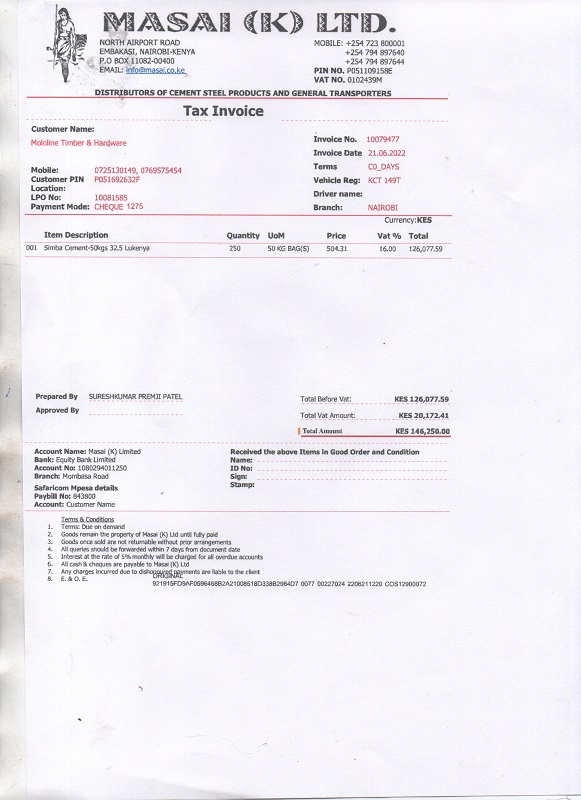 MASAI (K) LTD.
NORTH AIRPORT ROAD
EMBAKASI, NAIROBI-KENYA
P.O BOX 11082-00400
EMAIL: info@masai.co.ke
MOBILE: +254 723 800001
+254 794 897640
+254 794 897644
PIN NO. P051109158E
VAT NO. 0102439M
DISTRIBUTORS OF CEMENT STEEL PRODUCTS AND GENERAL TRANSPORTERS
Tax Invoice
Customer Name:
Mololine Timber & Hardware
Mobile: 0725130149, 0769575454
Customer PIN P051692632F
Location:
LPO No: 10081585
Payment Mode: CHEQUE 1275
Invoice No. 10079477
Invoice Date 21.06.2022
Terms C0_DAYS
Vehicle Reg: KCT 149T
Driver name:
Branch: NAIROBI
Currency:KES
Item Description Quantity UoM Price Vat % Total
001 Simba Cement-50kgs 32.5 Lukenya 250 50 KG BAG(S) 504.31 16.00 126,077.59
Prepared By SURESHKUMAR PREMJI PATEL
Approved By
Total Before Vat: KES 126,077.59
Total Vat Amount: KES 20,172.41
Total Amount KES 146,250.00
Account Name: Masai (K) Limited
Bank: Equity Bank Limited
Account No: 1080294011250
Branch: Mombasa Road
Safaricom Mpesa details
Paybill No: 843800
Account: Customer Name
Received the above Items in Good Order and Condition
Name:
ID No:
Sign:
Stamp:
Terms & Conditions
1. Terms: Due on demand
2. Goods remain the property of Masai (K) Ltd until fully paid
3. Goods once sold are not returnable without prior arrangements
4. All queries should be forwarded within 7 days from document date
5. Interest at the rate of 5% monthly will be charged for all overdue accounts
6. All cash & cheques are payable to Masai (K) Ltd
7. Any charges incurred due to dishonoured payments are liable to the client
8. E. & O. E.
ORIGINAL
921915FD9AF0596468B2A21008518D338B2984D7 0077 00227024 2206211220 COS12900072